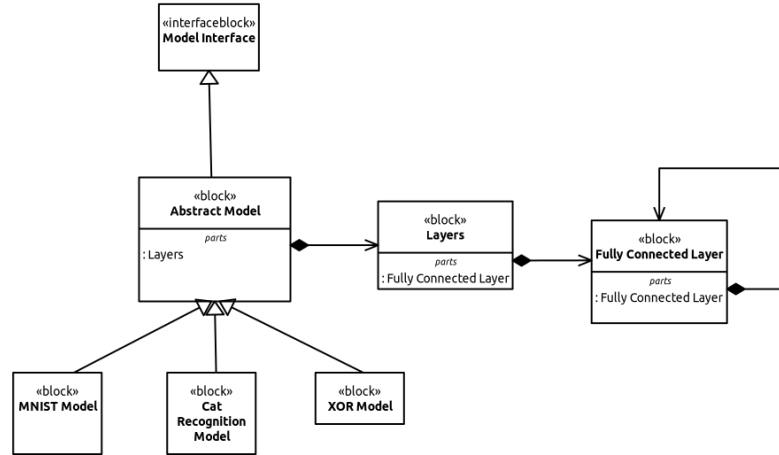 «interfaceblock»
Model Interface
«block»
Abstract Model
parts
: Layers
«block»
Layers
parts
: Fully Connected Layer
«block»
Fully Connected Layer
parts
: Fully Connected Layer
«block»
MNIST Model
«block»
Cat
Recognition
Model
«block»
XOR Model